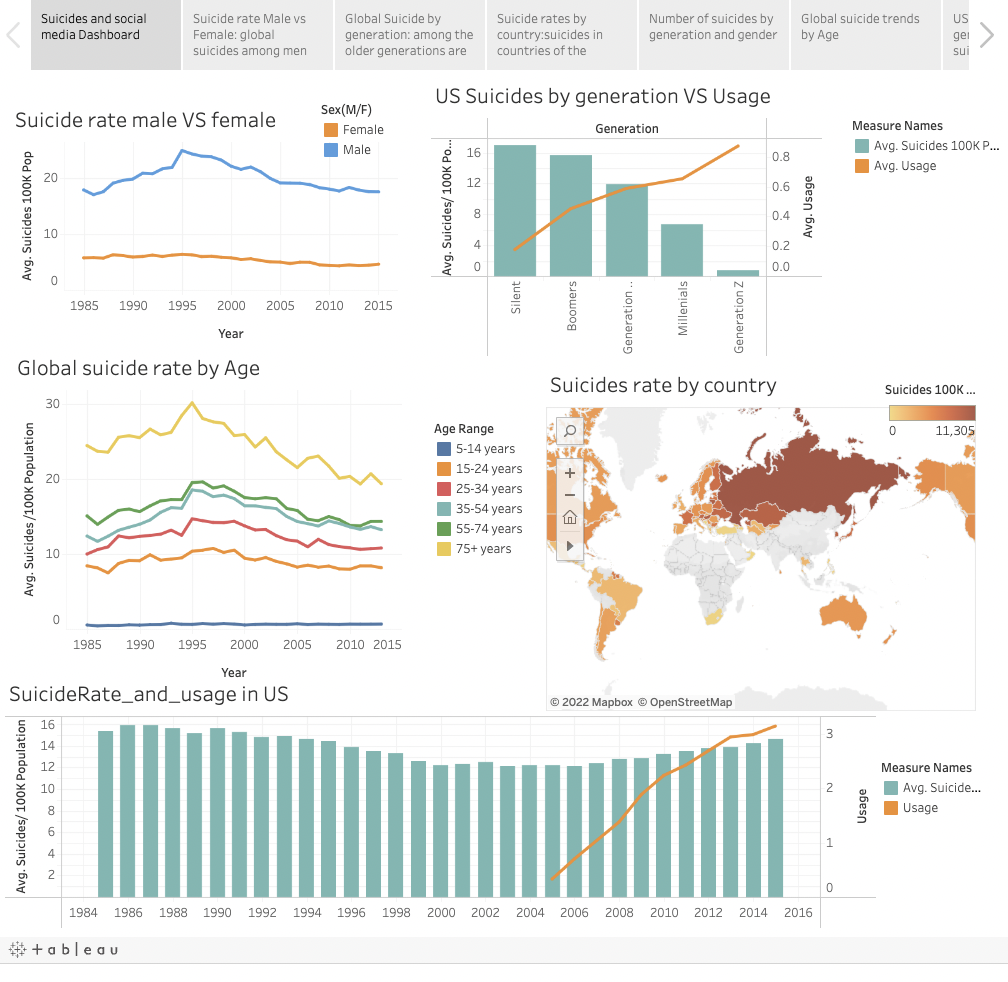 Suicides and social
media Dashboard
Suicide rate Male vs
Female: global
suicides among men
Global Suicide by
generation: among the
older generations are
Suicide rates by
country:suicides in
countries of the
Number of suicides by
generation and gender
Global suicide trends
by Age
US
ge
sui
Suicide rate male VS female
Sex(M/F)
Female
Male
Avg. Suicides 100K Pop
20
10
0
1985
1990
1995
2000
2005
2010
2015
Year
US Suicides by generation VS Usage
Generation
Avg. Suicides/ 100K Po...
16
12
8
4
0
0.8
0.6
0.4
0.2
0.0
Avg. Usage
Silent
Boomers
Generation ..
Millenials
Generation Z
Measure Names
Avg. Suicides 100K P...
Avg. Usage
Global suicide rate by Age
Avg. Suicides /100K Population
30
20
10
0
1985
1990
1995
2000
2005
2010
2015
Year
Age Range
5-14 years
15-24 years
25-34 years
35-54 years
55-74 years
75+ years
Suicides rate by country
Suicides 100K ...
0
11,305
© 2022 Mapbox © OpenStreetMap
SuicideRate_and_usage in US
Avg. Suicides/ 100K Population
16
14
12
10
8
6
4
2
3
2
1
0
Usage
1984
1986
1988
1990
1992
1994
1996
1998
2000
2002
2004
2006
2008
2010
2012
2014
2016
Measure Names
Avg. Suicide...
Usage
+ a b | e a u